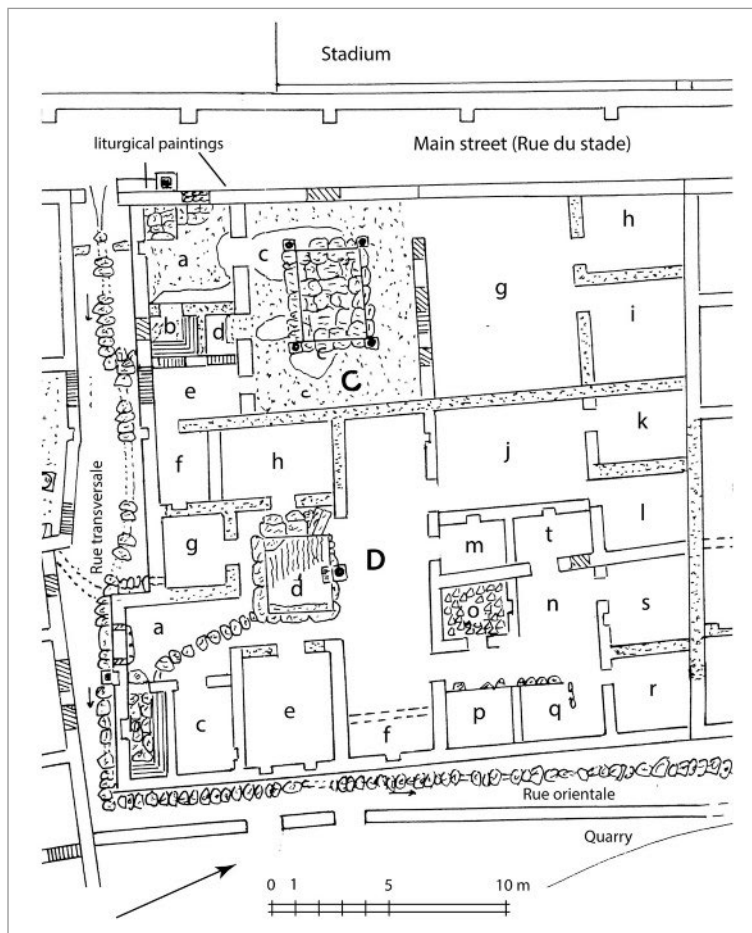 Stadium
liturgical paintings
Main street (Rue du stade)
h
a
c
g
i
b
d
c
C
c
e
k
f
h
j
l
g
m
t
D
d
o
n
s
a
c
e
p
q
r
f
b
Rue transversale
Rue orientale
Quarry
0 1 5 10 m